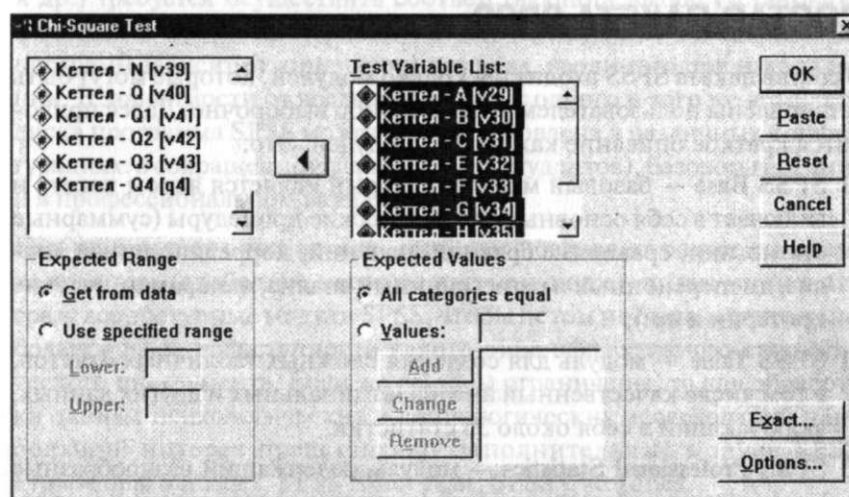 Chi-Square Test
Кеттел - N [v39]
Кеттел - Q [v40]
Кеттел - Q1 [v41]
Кеттел - Q2 [v42]
Кеттел - Q3 [v43]
Кеттел - Q4 [q4]
Test Variable List:
Кеттел - A [v29]
Кеттел - B [v30]
Кеттел - C [v31]
Кеттел - E [v32]
Кеттел - F [v33]
Кеттел - G [v34]
Кеттел - H [v35]
OK
Paste
Reset
Cancel
Help
Expected Range
Get from data
Use specified range
Lower:
Upper:
Expected Values
All categories equal
Values:
Add
Change
Remove
Exact...
Options...